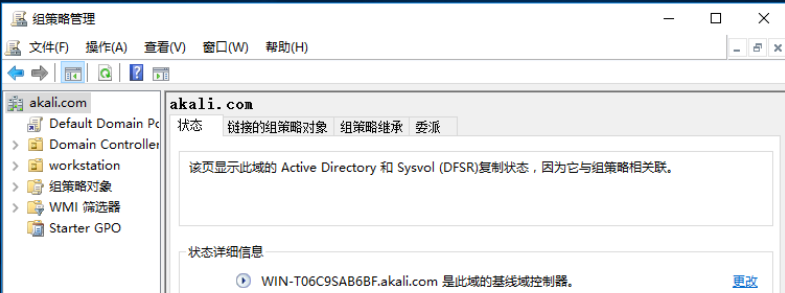 组策略管理
文件(F) 操作(A) 查看(V) 窗口(W) 帮助(H)
akali.com
Default Domain Pc
Domain Controller
workstation
组策略对象
WMI 筛选器
Starter GPO
akali.com
状态 链接的组策略对象 组策略继承 委派
该页显示此域的 Active Directory 和 Sysvol (DFSR)复制状态，因为它与组策略相关联。
状态详细信息
WIN-T06C9SAB6BF.akali.com 是此域的基线域控制器。 更改